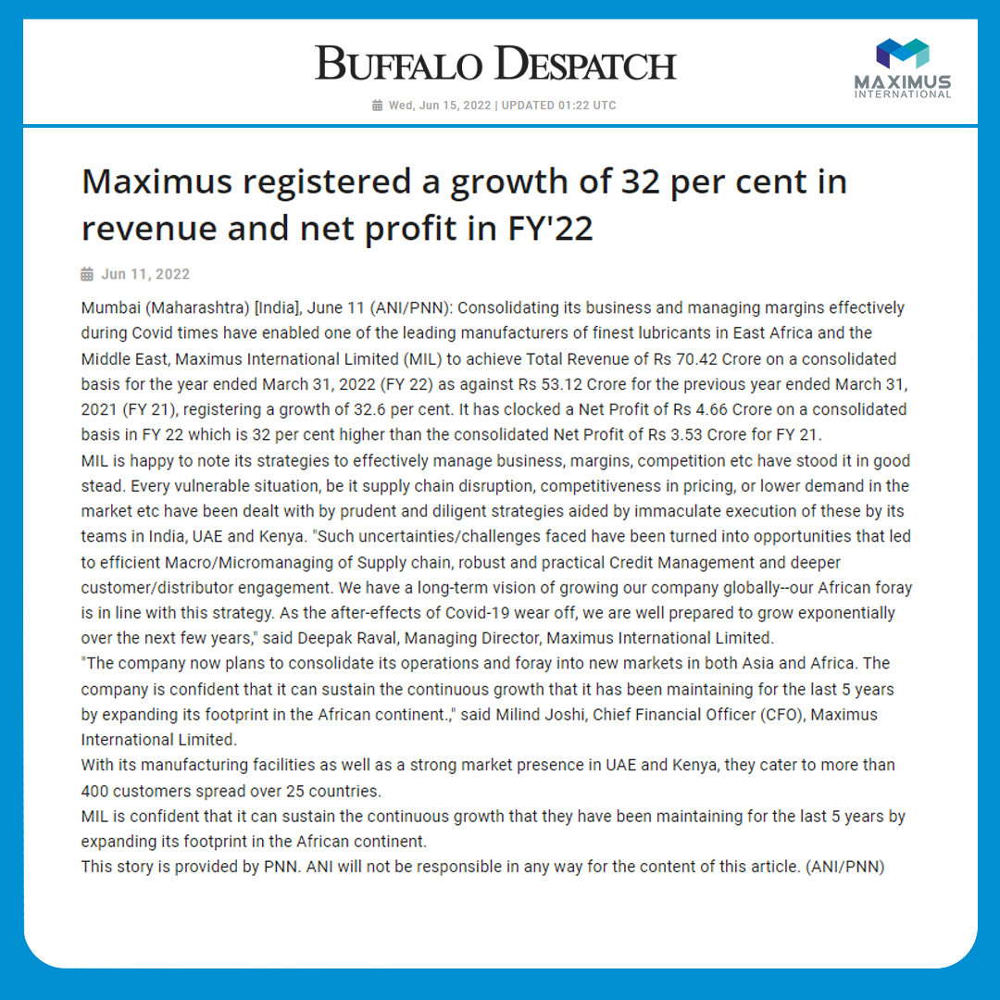 BUFFALO DESPATCH
Wed, Jun 15, 2022 | UPDATED 01:22 UTC
MAXIMUS
INTERNATIONAL
Maximus registered a growth of 32 per cent in
revenue and net profit in FY'22
Jun 11, 2022
Mumbai (Maharashtra) [India], June 11 (ANI/PNN): Consolidating its business and managing margins effectively
during Covid times have enabled one of the leading manufacturers of finest lubricants in East Africa and the
Middle East, Maximus International Limited (MIL) to achieve Total Revenue of Rs 70.42 Crore on a consolidated
basis for the year ended March 31, 2022 (FY 22) as against Rs 53.12 Crore for the previous year ended March 31,
2021 (FY 21), registering a growth of 32.6 per cent. It has clocked a Net Profit of Rs 4.66 Crore on a consolidated
basis in FY 22 which is 32 per cent higher than the consolidated Net Profit of Rs 3.53 Crore for FY 21.
MIL is happy to note its strategies to effectively manage business, margins, competition etc have stood it in good
stead. Every vulnerable situation, be it supply chain disruption, competitiveness in pricing, or lower demand in the
market etc have been dealt with by prudent and diligent strategies aided by immaculate execution of these by its
teams in India, UAE and Kenya. "Such uncertainties/challenges faced have been turned into opportunities that led
to efficient Macro/Micromanaging of Supply chain, robust and practical Credit Management and deeper
customer/distributor engagement. We have a long-term vision of growing our company globally--our African foray
is in line with this strategy. As the after-effects of Covid-19 wear off, we are well prepared to grow exponentially
over the next few years," said Deepak Raval, Managing Director, Maximus International Limited.
"The company now plans to consolidate its operations and foray into new markets in both Asia and Africa. The
company is confident that it can sustain the continuous growth that it has been maintaining for the last 5 years
by expanding its footprint in the African continent.," said Milind Joshi, Chief Financial Officer (CFO), Maximus
International Limited.
With its manufacturing facilities as well as a strong market presence in UAE and Kenya, they cater to more than
400 customers spread over 25 countries.
MIL is confident that it can sustain the continuous growth that they have been maintaining for the last 5 years by
expanding its footprint in the African continent.
This story is provided by PNN. ANI will not be responsible in any way for the content of this article. (ANI/PNN)